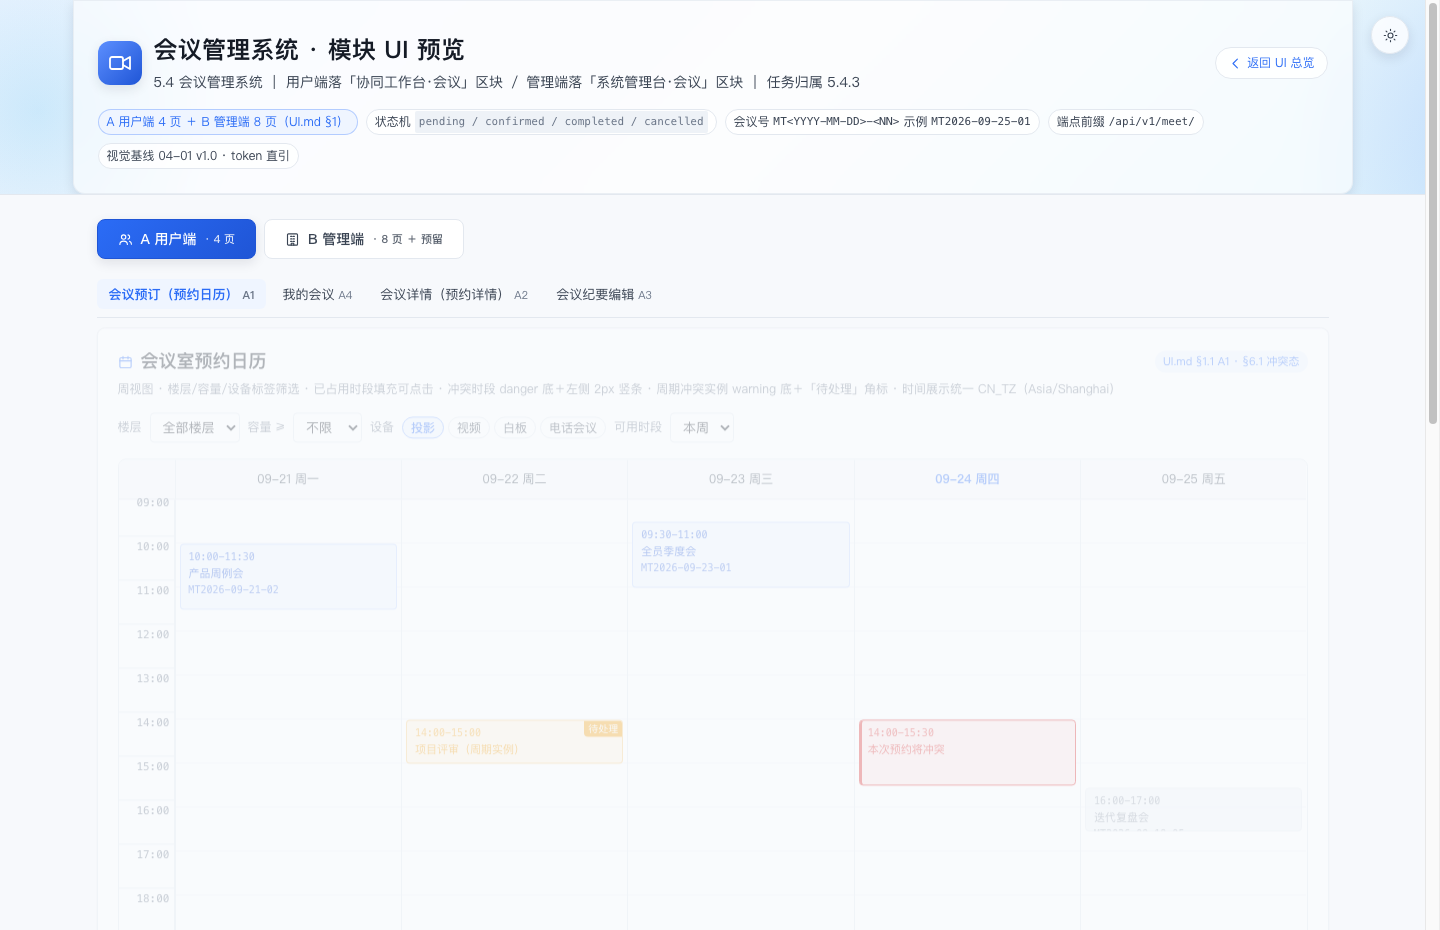 会议管理系统 · 模块 UI 预览
5.4 会议管理系统 | 用户端落「协同工作台·会议」区块 / 管理端落「系统管理台·会议」区块 | 任务归属 5.4.3
返回 UI 总览
A 用户端 4 页 + B 管理端 8 页（UI.md §1）
状态机 pending / confirmed / completed / cancelled
会议号 MT<YYYY-MM-DD>-<NN> 示例 MT2026-09-25-01
端点前缀 /api/v1/meet/
视觉基线 04-01 v1.0 · token 直引
A 用户端 · 4 页
B 管理端 · 8 页 + 预留
会议预订（预约日历） A1
我的会议 A4
会议详情（预约详情） A2
会议纪要编辑 A3
会议室预约日历
UI.md §1.1 A1 · §6.1 冲突态
周视图 · 楼层/容量/设备标签筛选 · 已占用时段填充可点击 · 冲突时段 danger 底+左侧 2px 竖条 · 周期冲突实例 warning 底+「待处理」角标 · 时间展示统一 CN_TZ（Asia/Shanghai）
楼层 全部楼层 容量 ≥ 不限 设备 投影 视频 白板 电话会议 可用时段 本周
09-21 周一
09-22 周二
09-23 周三
09-24 周四
09-25 周五
09:00
10:00
11:00
12:00
13:00
14:00
15:00
16:00
17:00
18:00
10:00-11:30
产品周例会
MT2026-09-21-02
14:00-15:00
待处理
项目评审（周期实例）
09:30-11:00
全员季度会
MT2026-09-23-01
14:00-15:30
本次预约将冲突
16:00-17:00
迭代复盘会